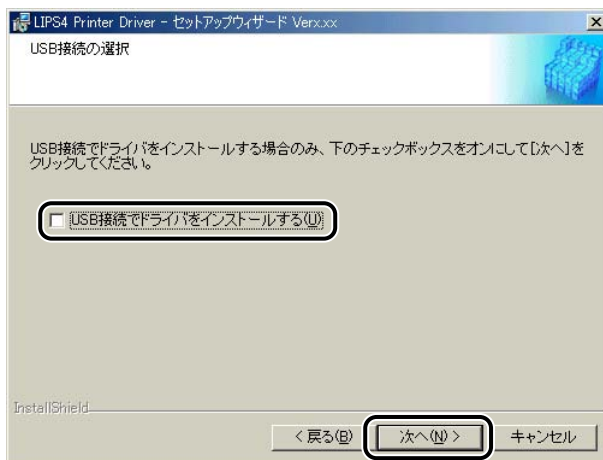 LIPS4 Printer Driver - セットアップウィザード Verx.xx
USB接続の選択
USB接続でドライバをインストールする場合のみ、下のチェックボックスをオンにして[次へ]を
クリックしてください。
USB接続でドライバをインストールする(U)
InstallShield
< 戻る(B) 次へ(N) > キャンセル